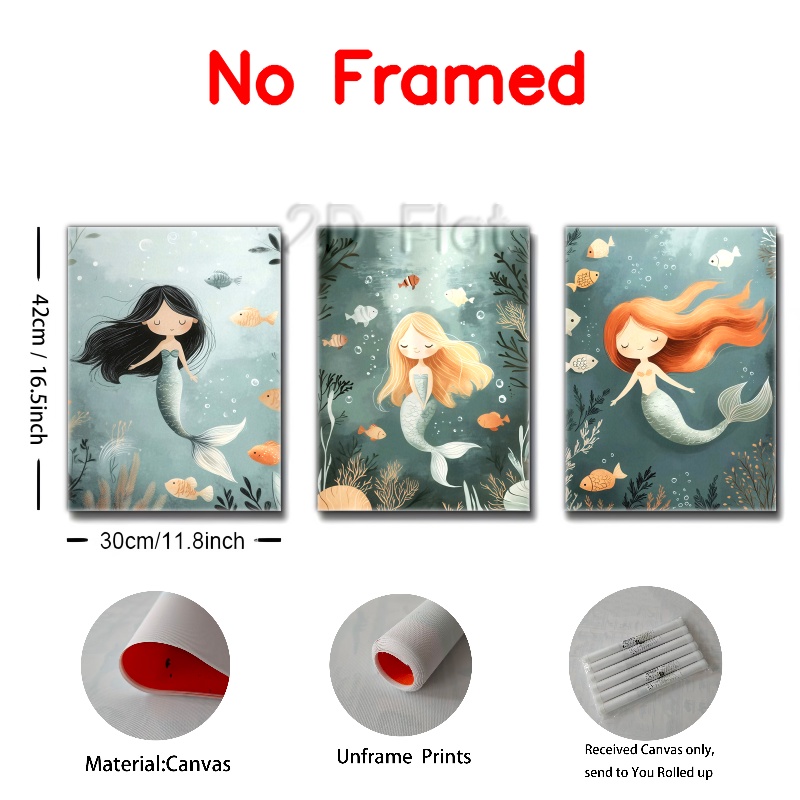 No Framed
2D Flat
42cm / 16.5inch
30cm/11.8inch
Material:Canvas
Unframe Prints
Received Canvas only,
send to You Rolled up